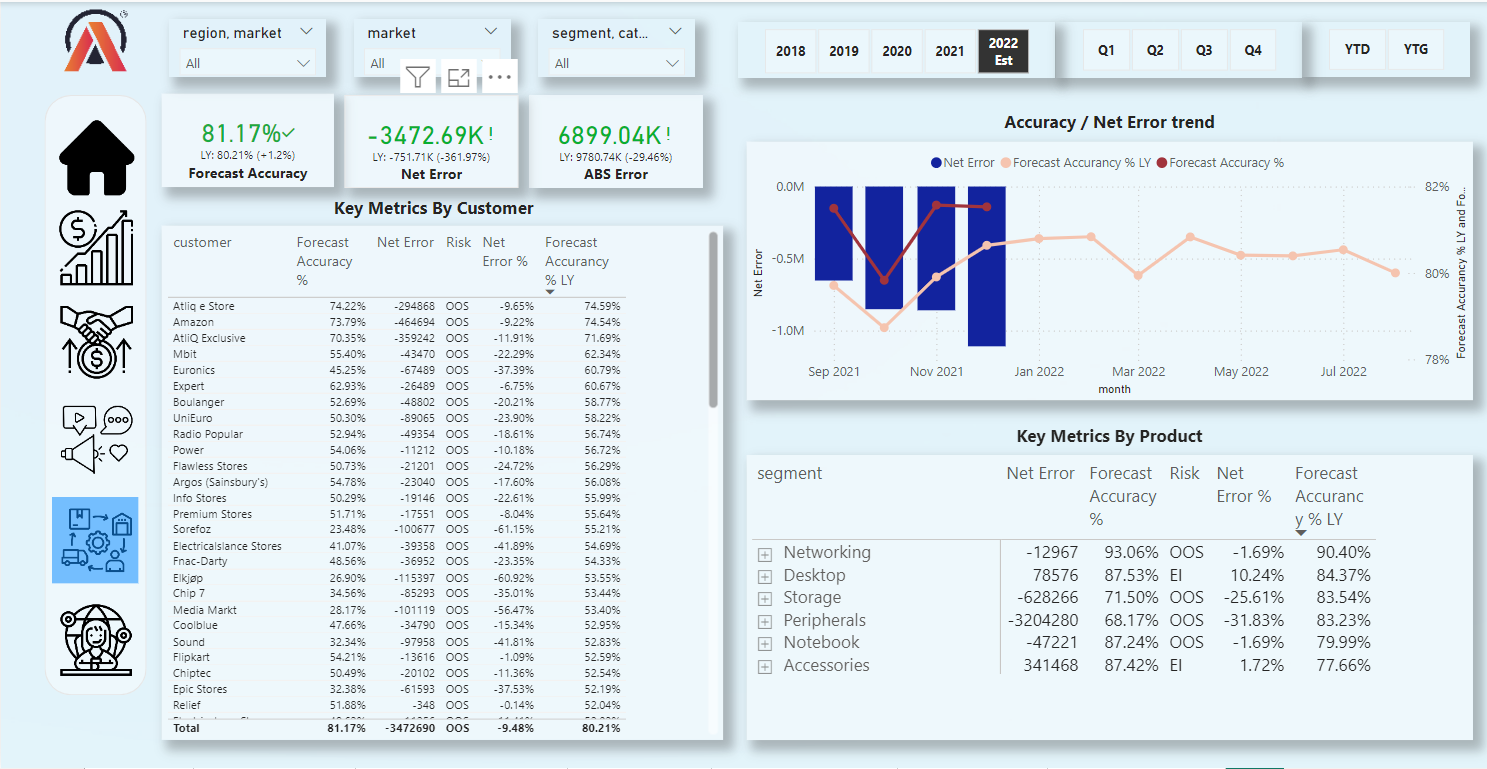 region, market
All
market
All
segment, cat...
All
2018
2019
2020
2021
2022
Est
Q1
Q2
Q3
Q4
YTD
YTG
81.17%
LY: 80.21% (+1.2%)
Forecast Accuracy
-3472.69K !
LY: -751.71K (-361.97%)
Net Error
6899.04K !
LY: 9780.74K (-29.46%)
ABS Error
Key Metrics By Customer
customer Forecast Accuracy % Net Error Risk Net Error % Forecast Accurancy % LY
Atliq e Store 74.22% -294868 OOS -9.65% 74.59%
Amazon 73.79% -464694 OOS -9.22% 74.54%
AtliQ Exclusive 70.35% -359242 OOS -11.91% 71.69%
Mbit 55.40% -43470 OOS -22.29% 62.34%
Euronics 45.25% -67489 OOS -37.39% 60.79%
Expert 62.93% -26489 OOS -6.75% 60.67%
Boulanger 52.69% -48802 OOS -20.21% 58.77%
UniEuro 50.30% -89065 OOS -23.90% 58.22%
Radio Popular 52.94% -49354 OOS -18.61% 56.74%
Power 54.06% -11212 OOS -10.18% 56.72%
Flawless Stores 50.73% -21201 OOS -24.72% 56.29%
Argos (Sainsbury's) 54.78% -23040 OOS -17.60% 56.08%
Info Stores 50.29% -19146 OOS -22.61% 55.99%
Premium Stores 51.71% -17551 OOS -8.04% 55.64%
Sorefoz 23.48% -100677 OOS -61.15% 55.21%
Electricalslance Stores 41.07% -39358 OOS -41.89% 54.69%
Fnac-Darty 48.56% -36952 OOS -23.35% 54.33%
Elkjøp 26.90% -115397 OOS -60.92% 53.55%
Chip 7 34.56% -85293 OOS -35.01% 53.44%
Media Markt 28.17% -101119 OOS -56.47% 53.40%
Coolblue 47.66% -34790 OOS -15.34% 52.95%
Sound 32.34% -97958 OOS -41.81% 52.83%
Flipkart 54.21% -13616 OOS -1.09% 52.59%
Chiptec 50.49% -20102 OOS -11.36% 52.54%
Epic Stores 32.38% -61593 OOS -37.53% 52.19%
Relief 51.88% -348 OOS -0.14% 52.04%
Total 81.17% -3472690 OOS -9.48% 80.21%
Accuracy / Net Error trend
Net Error Forecast Accurancy % LY Forecast Accuracy %
0.0M
-0.5M
-1.0M
Net Error
82%
80%
78%
Forecast Accurancy % LY and Fo...
Sep 2021 Nov 2021 Jan 2022 Mar 2022 May 2022 Jul 2022
month
Key Metrics By Product
segment Net Error Forecast Accuracy % Risk Net Error % Forecast Accurancy % LY
Networking -12967 93.06% OOS -1.69% 90.40%
Desktop 78576 87.53% EI 10.24% 84.37%
Storage -628266 71.50% OOS -25.61% 83.54%
Peripherals -3204280 68.17% OOS -31.83% 83.23%
Notebook -47221 87.24% OOS -1.69% 79.99%
Accessories 341468 87.42% EI 1.72% 77.66%